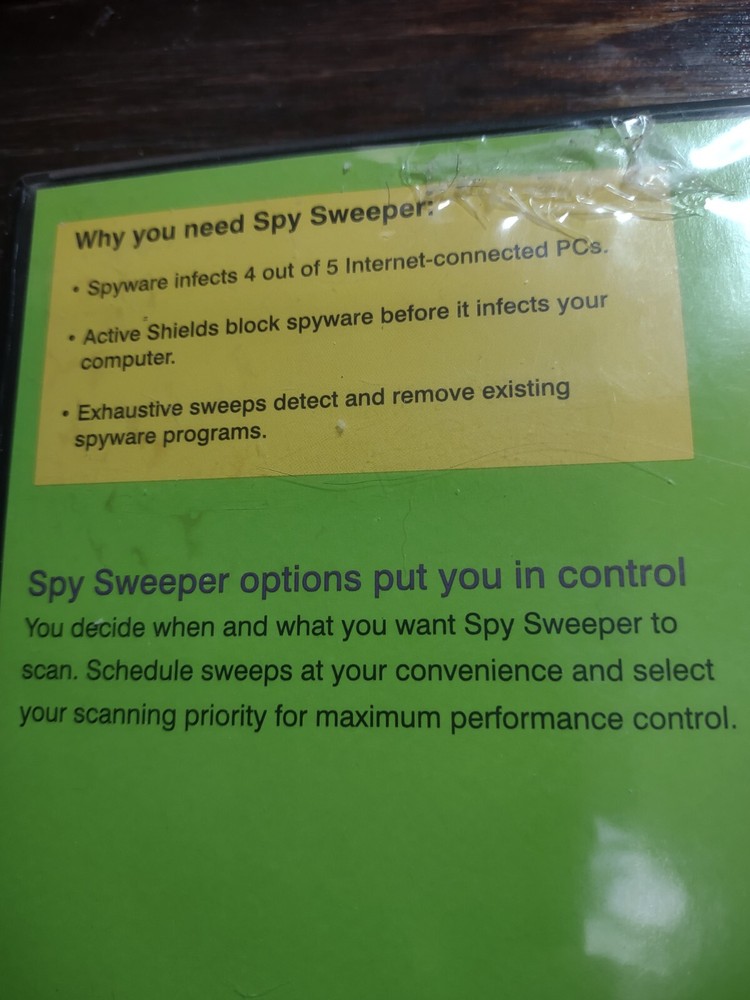 Why you need Spy Sweeper:
• Spyware infects 4 out of 5 Internet-connected PCs.
• Active Shields block spyware before it infects your
computer.
• Exhaustive sweeps detect and remove existing
spyware programs.
Spy Sweeper options put you in control
You decide when and what you want Spy Sweeper to
scan. Schedule sweeps at your convenience and select
your scanning priority for maximum performance control.